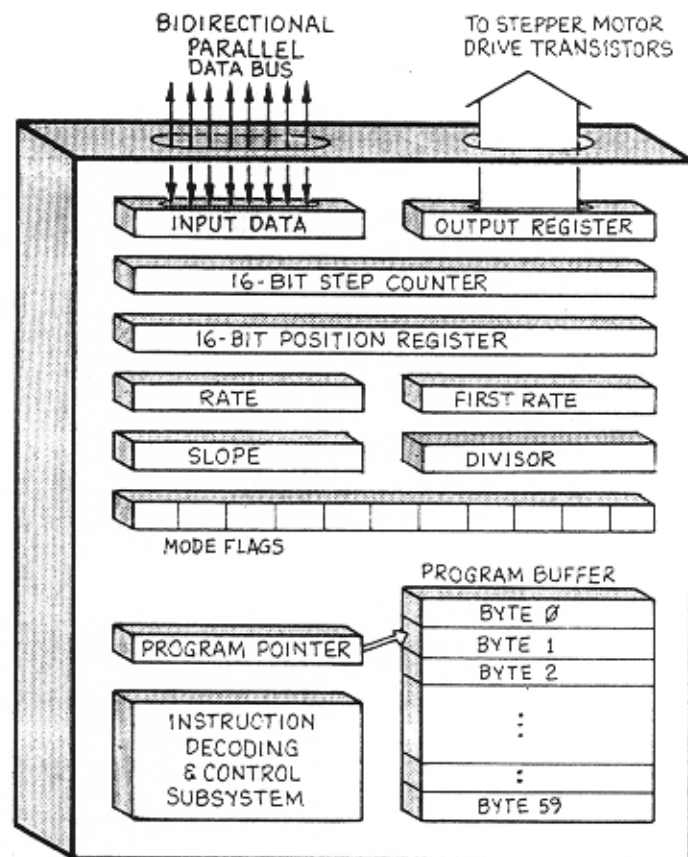 BIDIRECTIONAL
PARALLEL
DATA BUS
TO STEPPER MOTOR
DRIVE TRANSISTORS
INPUT DATA
OUTPUT REGISTER
16-BIT STEP COUNTER
16-BIT POSITION REGISTER
RATE
FIRST RATE
SLOPE
DIVISOR
MODE FLAGS
PROGRAM BUFFER
BYTE 0
PROGRAM POINTER
BYTE 1
BYTE 2
INSTRUCTION
DECODING
& CONTROL
SUBSYSTEM
BYTE 59